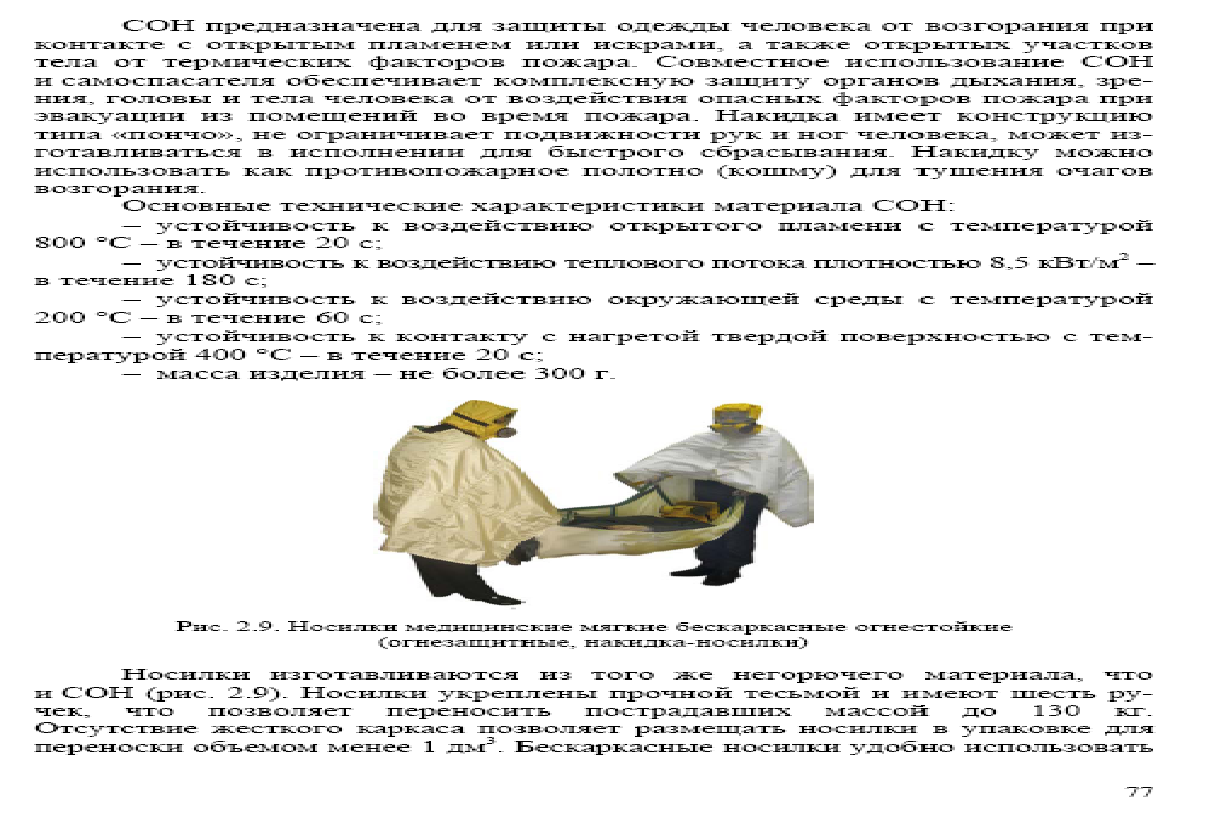 СОН предназначена для защиты одежды человека от возгорания при
контакте с открытым пламенем или искрами, а также открытых участков
тела от термических факторов пожара. Совместное использование СОН
и самоспасателя обеспечивает комплексную защиту органов дыхания, зре-
ния, головы и тела человека от воздействия опасных факторов пожара при
эвакуации из помещений во время пожара. Накидка имеет конструкцию
типа «пончо», не ограничивает подвижности рук и ног человека, может из-
готавливаться в исполнении для быстрого сбрасывания. Накидку можно
использовать как противопожарное полотно (кошму) для тушения очагов
возгорания.
Основные технические характеристики материала СОН:
– устойчивость к воздействию открытого пламени с температурой
800 °С – в течение 20 с;
– устойчивость к воздействию теплового потока плотностью 8,5 кВт/м² –
в течение 180 с;
– устойчивость к воздействию окружающей среды с температурой
200 °С – в течение 60 с;
– устойчивость к контакту с нагретой твердой поверхностью с тем-
пературой 400 °С – в течение 20 с;
– масса изделия – не более 300 г.
Рис. 2.9. Носилки медицинские мягкие бескаркасные огнестойкие
(огнезащитные, накидка-носилки)
Носилки изготавливаются из того же негорючего материала, что
и СОН (рис. 2.9). Носилки укреплены прочной тесьмой и имеют шесть ру-
чек, что позволяет переносить пострадавших массой до 130 кг.
Отсутствие жесткого каркаса позволяет размещать носилки в упаковке для
переноски объемом менее 1 дм³. Бескаркасные носилки удобно использовать
77